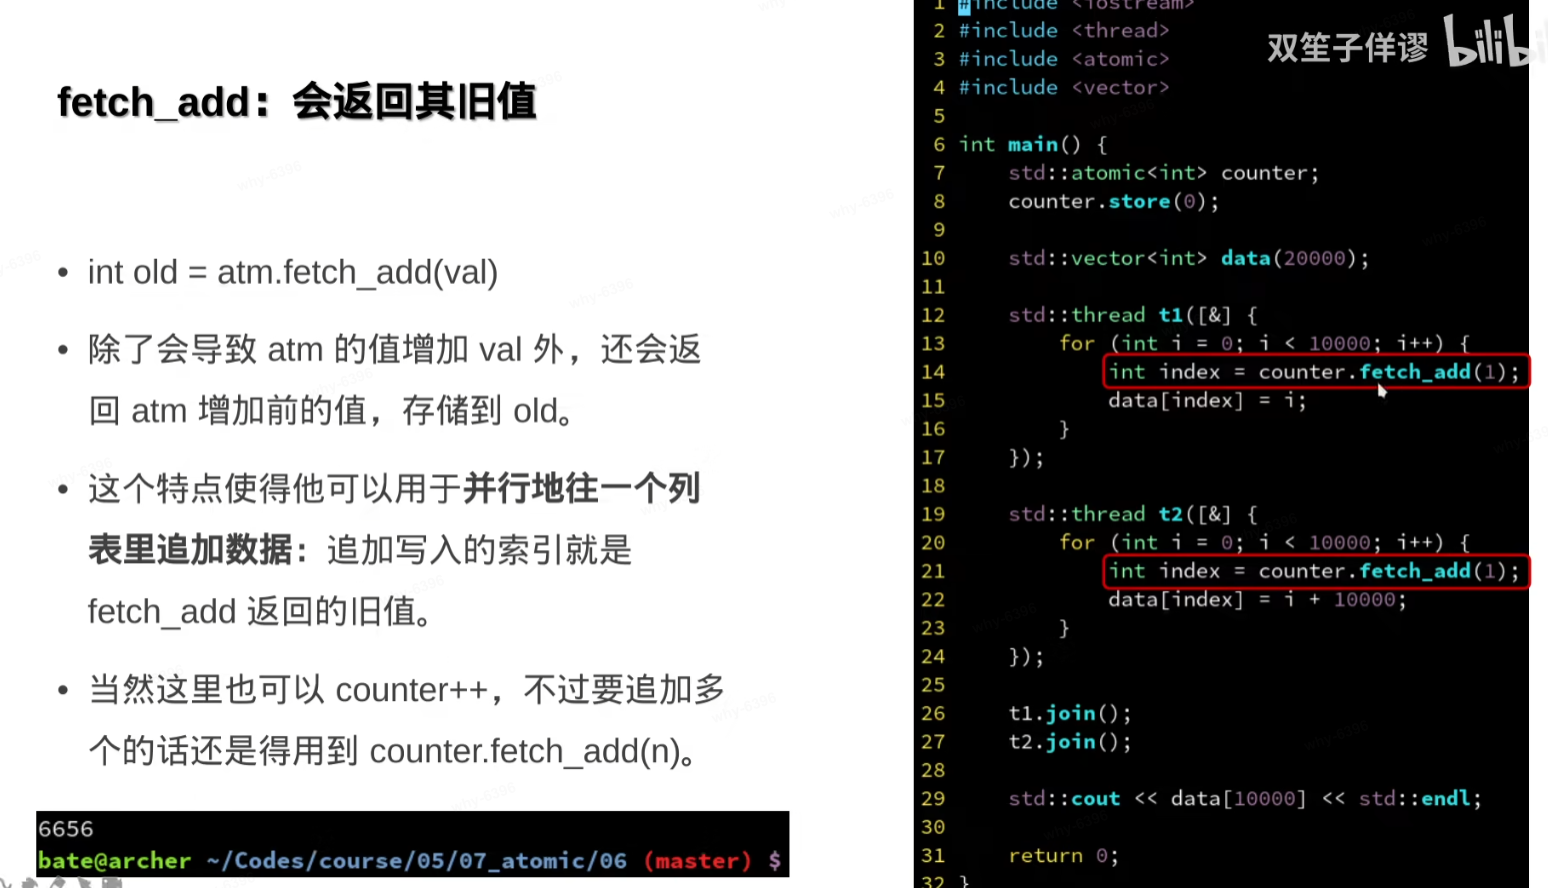 fetch_add：会返回其旧值
• int old = atm.fetch_add(val)
• 除了会导致 atm 的值增加 val 外，还会返
回 atm 增加前的值，存储到 old。
• 这个特点使得他可以用于并行地往一个列
表里追加数据：追加写入的索引就是
fetch_add 返回的旧值。
• 当然这里也可以 counter++，不过要追加多
个的话还是得用到 counter.fetch_add(n)。
6656
bate@archer ~/Codes/course/05/07_atomic/06 (master) $
双笙子佯谬 bilibili
1 #include <iostream>
2 #include <thread>
3 #include <atomic>
4 #include <vector>
5
6 int main() {
7     std::atomic<int> counter;
8     counter.store(0);
9
10     std::vector<int> data(20000);
11
12     std::thread t1([&] {
13         for (int i = 0; i < 10000; i++) {
14             int index = counter.fetch_add(1);
15             data[index] = i;
16         }
17     });
18
19     std::thread t2([&] {
20         for (int i = 0; i < 10000; i++) {
21             int index = counter.fetch_add(1);
22             data[index] = i + 10000;
23         }
24     });
25
26     t1.join();
27     t2.join();
28
29     std::cout << data[10000] << std::endl;
30
31     return 0;
32 }
why-6396